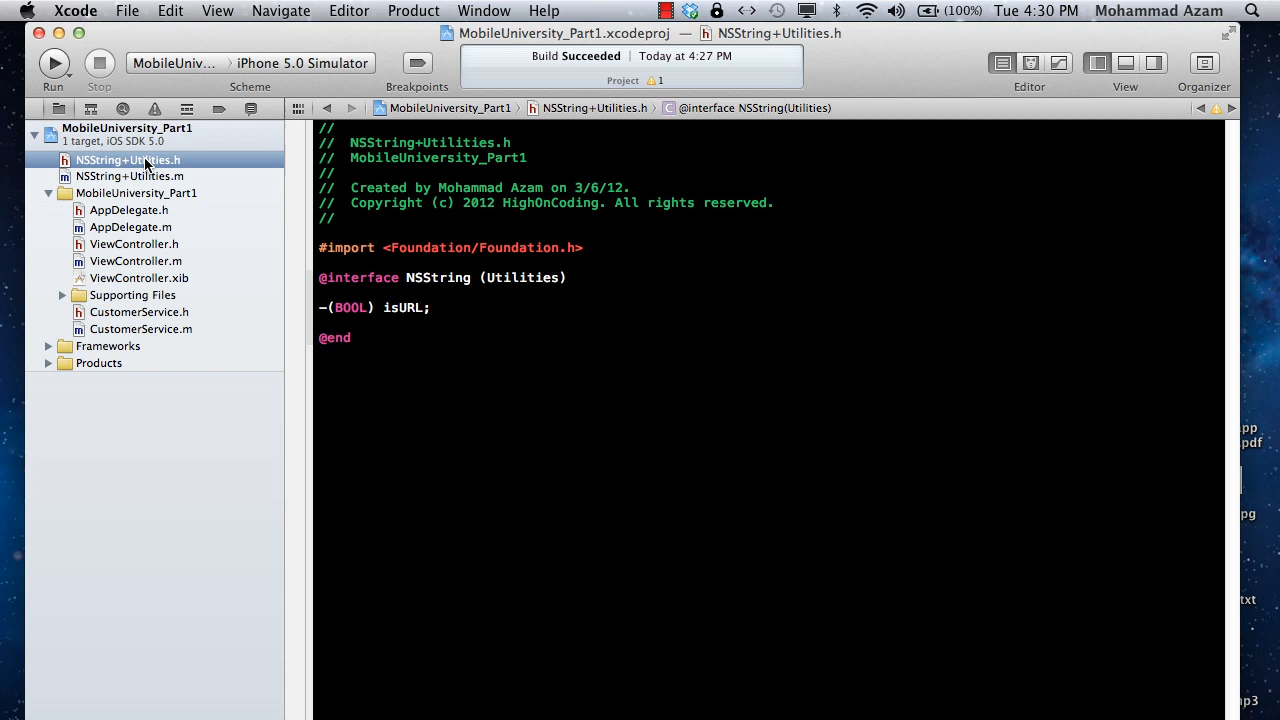 Xcode File Edit View Navigate Editor Product Window Help (100%) Tue 4:30 PM Mohammad Azam
MobileUniversity_Part1.xcodeproj — NSString+Utilities.h
MobileUniv... iPhone 5.0 Simulator
Build Succeeded | Today at 4:27 PM
Project 1
Run Stop Scheme Breakpoints Editor View Organizer
MobileUniversity_Part1 NSString+Utilities.h @interface NSString(Utilities)
MobileUniversity_Part1
1 target, iOS SDK 5.0
NSString+Utilities.h
NSString+Utilities.m
MobileUniversity_Part1
AppDelegate.h
AppDelegate.m
ViewController.h
ViewController.m
ViewController.xib
Supporting Files
CustomerService.h
CustomerService.m
Frameworks
Products
//
// NSString+Utilities.h
// MobileUniversity_Part1
//
// Created by Mohammad Azam on 3/6/12.
// Copyright (c) 2012 HighOnCoding. All rights reserved.
//
#import <Foundation/Foundation.h>
@interface NSString (Utilities)
-(BOOL) isURL;
@end